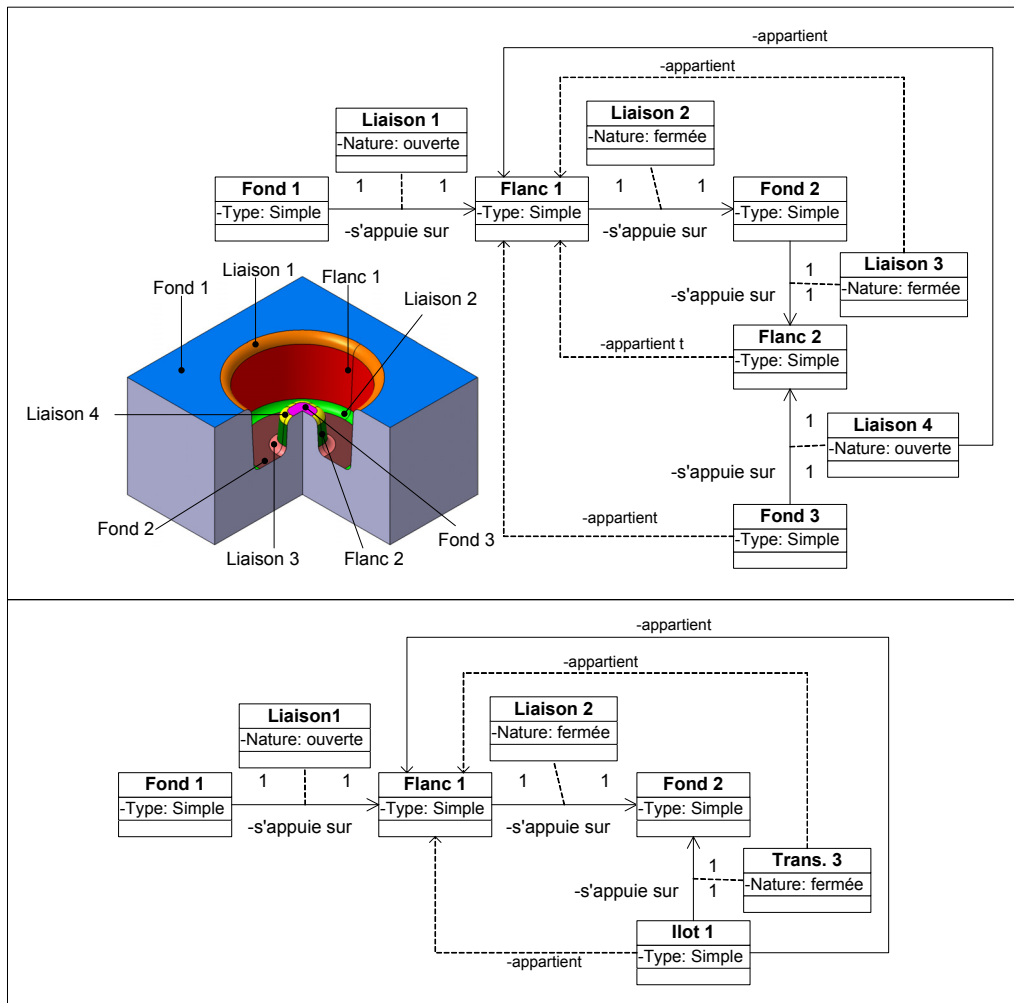 -appartient
-appartient
Liaison 1
-Nature: ouverte
Liaison 2
-Nature: fermée
Fond 1
-Type: Simple
1 1
-s'appuie sur
Flanc 1
-Type: Simple
1 1
-s'appuie sur
Fond 2
-Type: Simple
Liaison 3
-Nature: fermée
1
-s'appuie sur
1
Flanc 2
-Type: Simple
-appartient t
1
Liaison 4
-Nature: ouverte
-s'appuie sur
1
Fond 3
-Type: Simple
-appartient
Fond 1
Liaison 1
Flanc 1
Liaison 2
Liaison 4
Fond 2
Liaison 3
Flanc 2
Fond 3
-appartient
-appartient
Liaison1
-Nature: ouverte
Liaison 2
-Nature: fermée
Fond 1
-Type: Simple
1 1
-s'appuie sur
Flanc 1
-Type: Simple
1 1
-s'appuie sur
Fond 2
-Type: Simple
1
Trans. 3
-Nature: fermée
-s'appuie sur
1
Ilot 1
-Type: Simple
-appartient